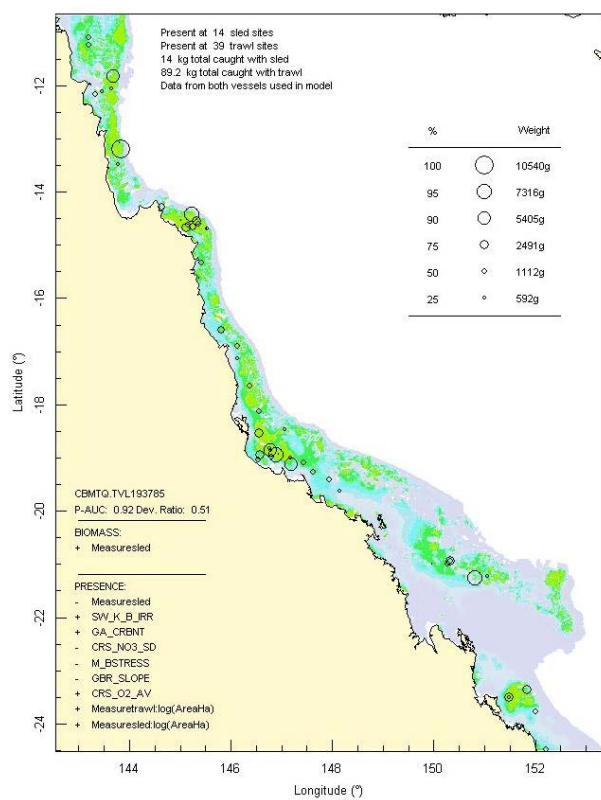 Present at 14 sled sites
Present at 39 trawl sites
14 kg total caught with sled
89.2 kg total caught with trawl
Data from both vessels used in model
% Weight
100 10540g
95 7316g
90 5405g
75 2491g
50 1112g
25 592g
-12
-14
-16
-18
-20
-22
-24
Latitude (°)
CBMTQ.TVL193785
P-AUC: 0.92 Dev. Ratio: 0.51
BIOMASS:
+ Measuresled
PRESENCE:
- Measuresled
+ SW_K_B_IRR
+ GA_CRBNT
- CRS_NO3_SD
- M_BSTRESS
- GBR_SLOPE
+ CRS_O2_AV
+ Measuretrawl:log(AreaHa)
+ Measuresled:log(AreaHa)
144 146 148 150 152
Longitude (°)